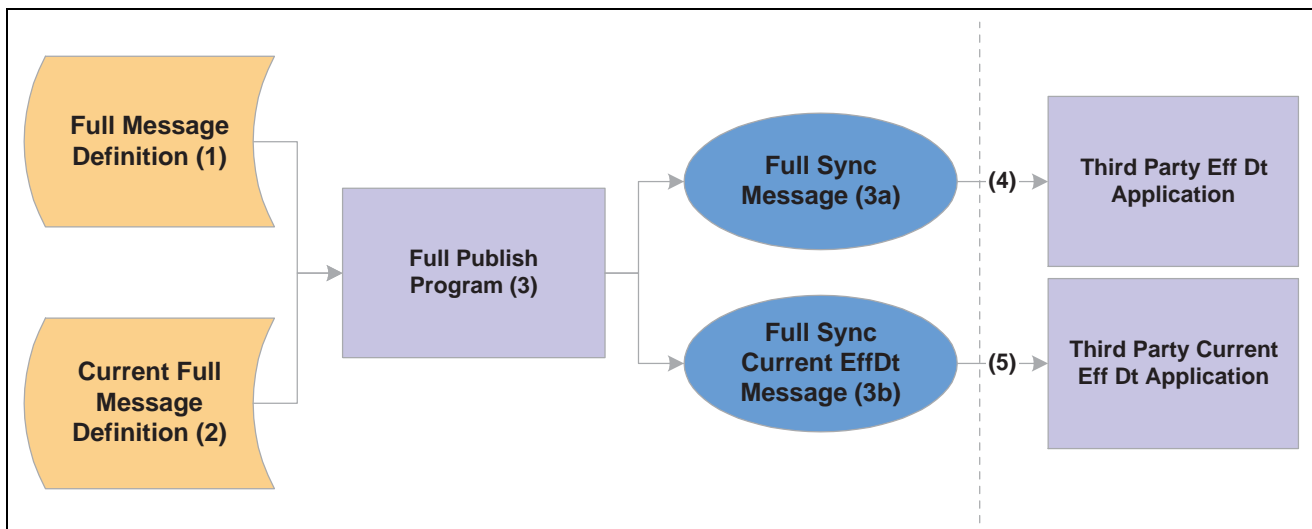 Full Message
Definition (1)
Current Full
Message
Definition (2)
Full Publish
Program (3)
Full Sync
Message (3a)
Full Sync
Current EffDt
Message (3b)
(4)
(5)
Third Party Eff Dt
Application
Third Party Current
Eff Dt Application